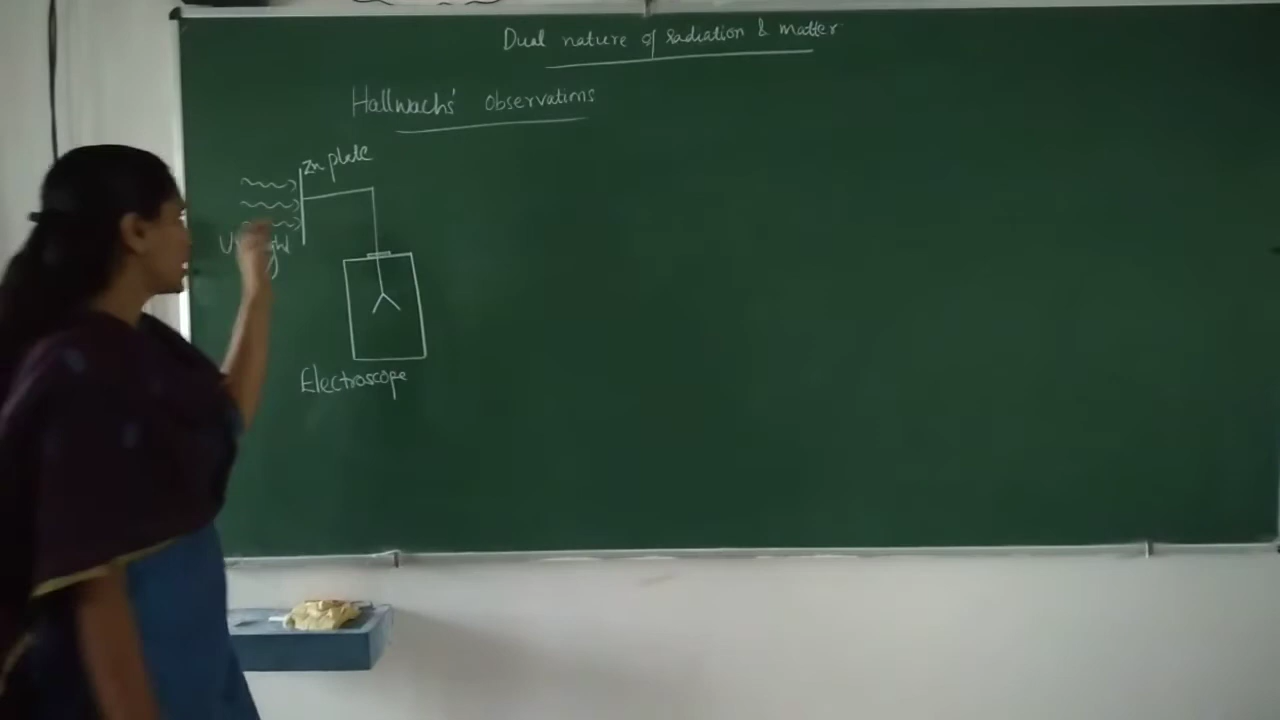 Dual nature of radiation & matter
Hallwachs' observations
Zn plate
Electroscope